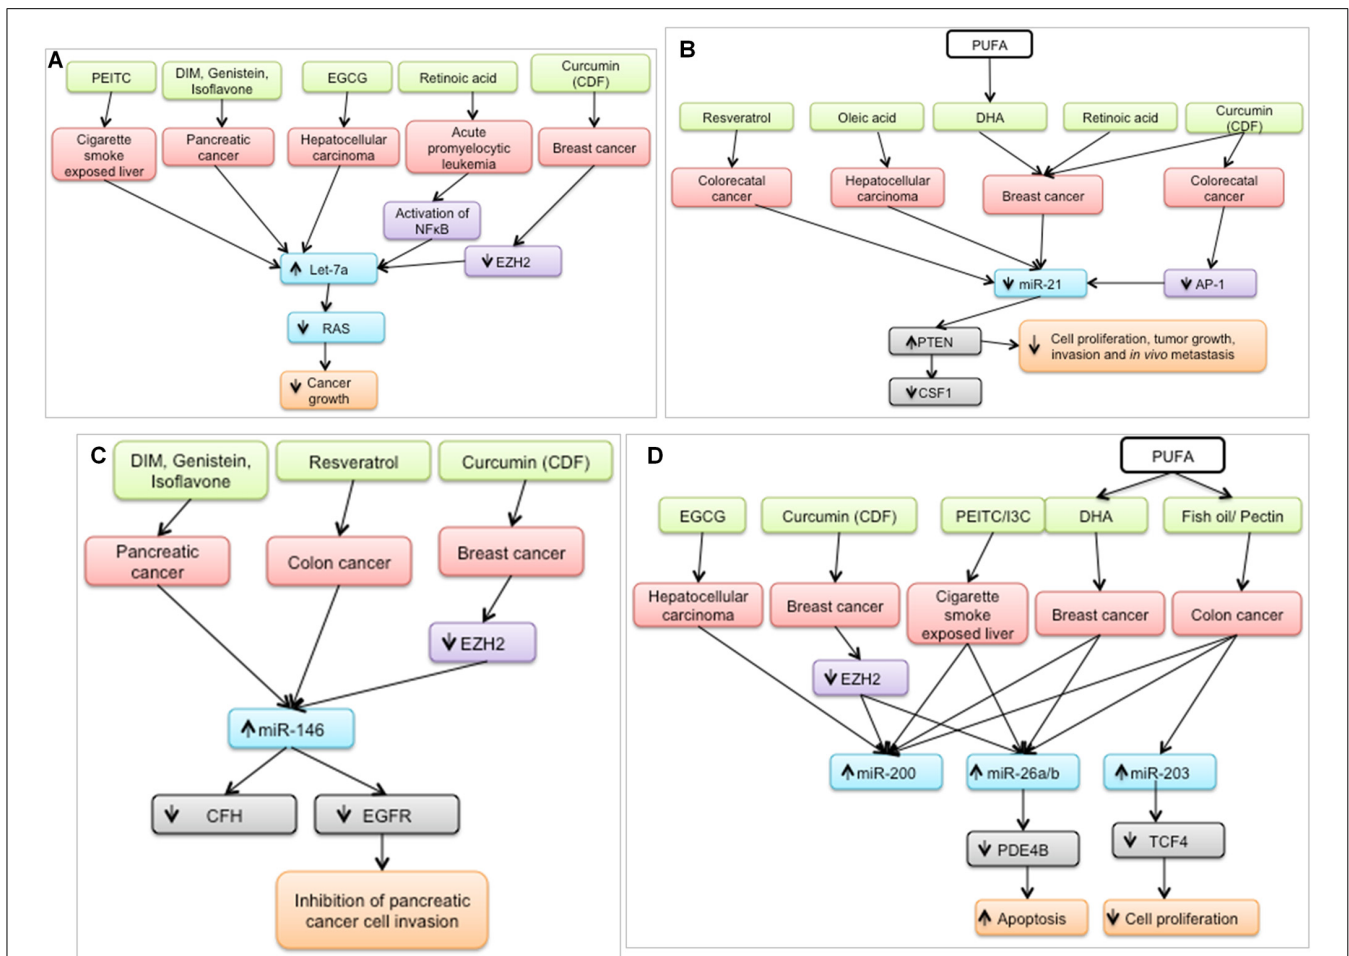 A
PEITC
DIM, Genistein,
Isoflavone
EGCG
Retinoic acid
Curcumin
(CDF)
Cigarette
smoke
exposed liver
Pancreatic
cancer
Hepatocellular
carcinoma
Acute
promyelocytic
leukemia
Breast cancer
Activation of
NFκB
↑ Let-7a
↓ EZH2
↓ RAS
↓ Cancer
growth
B
PUFA
Resveratrol
Oleic acid
DHA
Retinoic acid
Curcumin
(CDF)
Colorecatal
cancer
Hepatocellular
carcinoma
Breast cancer
Colorecatal
cancer
↓ miR-21
↓ AP-1
↑PTEN
↓ Cell proliferation, tumor growth,
invasion and in vivo metastasis
↓CSF1
C
DIM, Genistein,
Isoflavone
Resveratrol
Curcumin (CDF)
Pancreatic
cancer
Colon cancer
Breast cancer
↓ EZH2
↑ miR-146
↓ CFH
↓ EGFR
Inhibition of pancreatic
cancer cell invasion
D
PUFA
EGCG
Curcumin (CDF)
PEITC/I3C
DHA
Fish oil/ Pectin
Hepatocellular
carcinoma
Breast cancer
Cigarette
smoke
exposed liver
Breast cancer
Colon cancer
↓ EZH2
↑ miR-200
↑ miR-26a/b
↑ miR-203
↓ PDE4B
↓ TCF4
↑ Apoptosis
↓ Cell proliferation